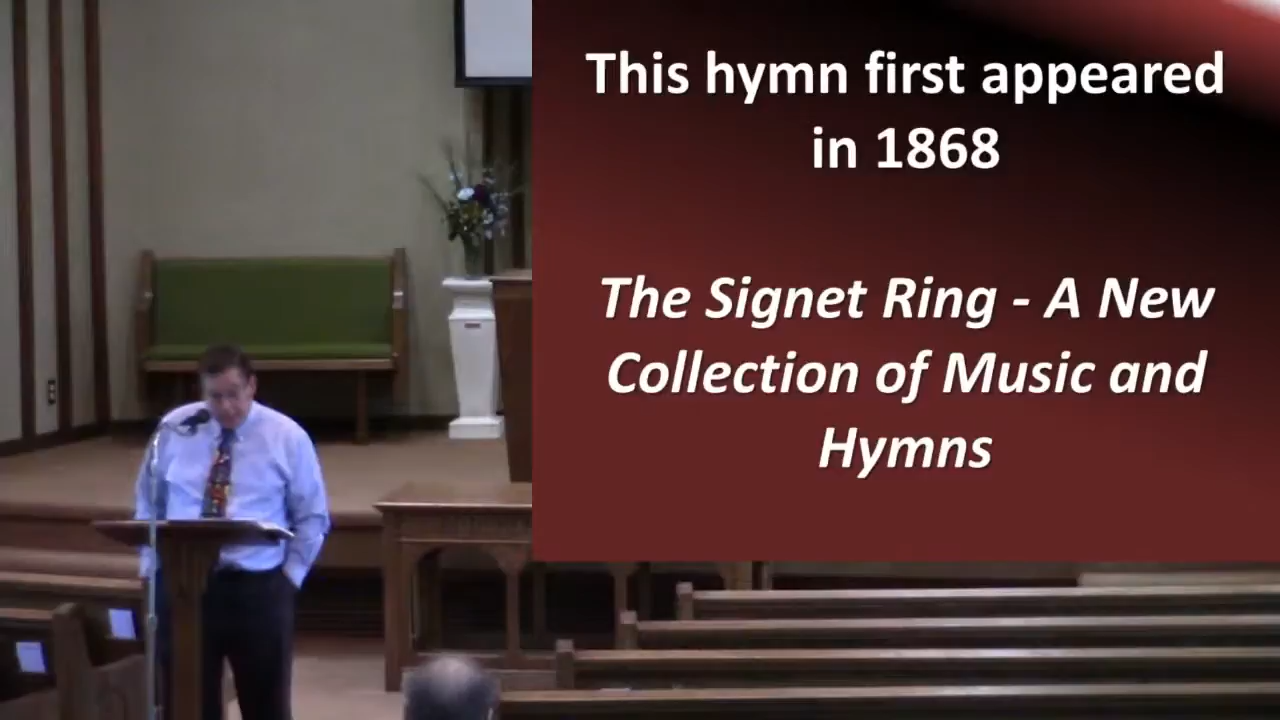 This hymn first appeared
in 1868
The Signet Ring - A New
Collection of Music and
Hymns